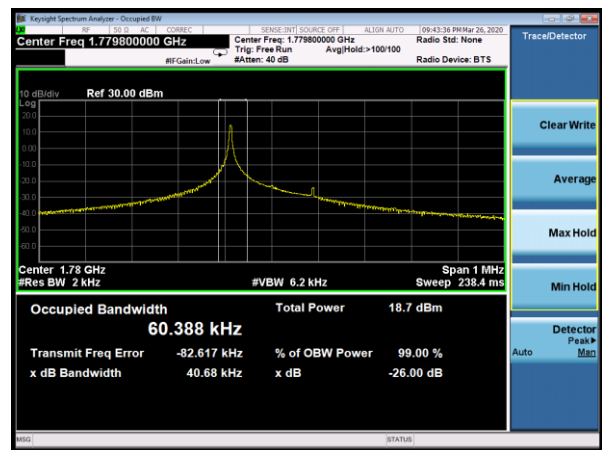 Keysight Spectrum Analyzer - Occupied BW
RF 50 Ω AC CORREC SENSE:INT SOURCE OFF ALIGN AUTO 09:43:36 PM Mar 26, 2020
Center Freq 1.779800000 GHz
Center Freq: 1.779800000 GHz
Radio Std: None
Trig: Free Run Avg|Hold:>100/100
#IFGain:Low #Atten: 40 dB
Radio Device: BTS
Trace/Detector
10 dB/div Ref 30.00 dBm
Log
20.0
10.0
0.00
-10.0
-20.0
-30.0
-40.0
-50.0
-60.0
Center 1.78 GHz Span 1 MHz
#Res BW 2 kHz #VBW 6.2 kHz Sweep 238.4 ms
Occupied Bandwidth Total Power 18.7 dBm
60.388 kHz
Transmit Freq Error -82.617 kHz % of OBW Power 99.00 %
x dB Bandwidth 40.68 kHz x dB -26.00 dB
Clear Write
Average
Max Hold
Min Hold
Detector
Peak▶
Auto Man
MSG STATUS